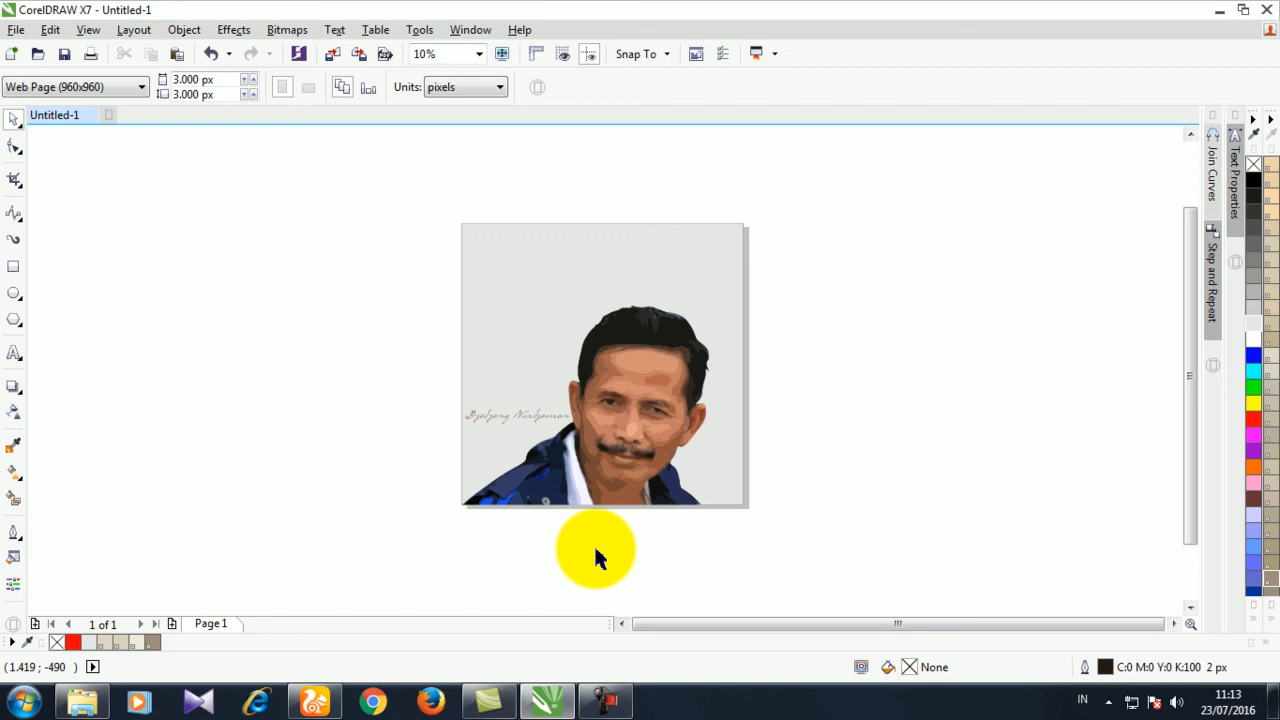 CorelDRAW X7 - Untitled-1
File Edit View Layout Object Effects Bitmaps Text Table Tools Window Help
10% Snap To
Web Page (960x960) 3.000 px Units: pixels
3.000 px
Untitled-1
Join Curves
Text Properties
Step and Repeat
Djadjang Nurdjaman
1 of 1 Page 1
(1.419 ; -490 ) None C:0 M:0 Y:0 K:100 2 px
IN 11:13
23/07/2016